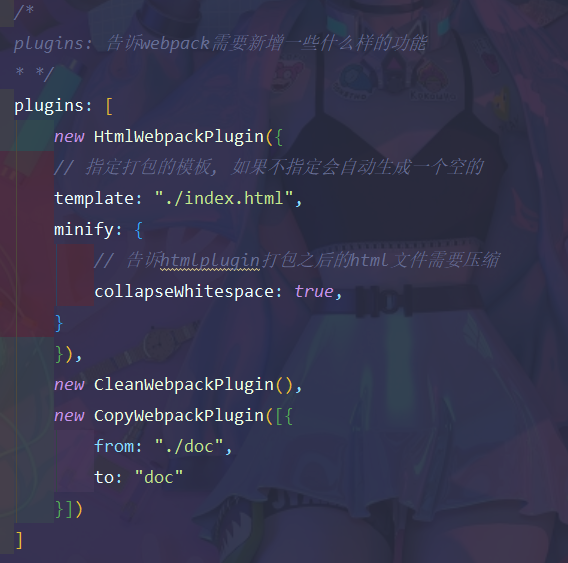 /*
plugins: 告诉webpack需要新增一些什么样的功能
* */
plugins: [
    new HtmlWebpackPlugin({
    // 指定打包的模板, 如果不指定会自动生成一个空的
    template: "./index.html",
    minify: {
        // 告诉htmlplugin打包之后的html文件需要压缩
        collapseWhitespace: true,
    }
    }),
    new CleanWebpackPlugin(),
    new CopyWebpackPlugin([{
        from: "./doc",
        to: "doc"
    }])
]